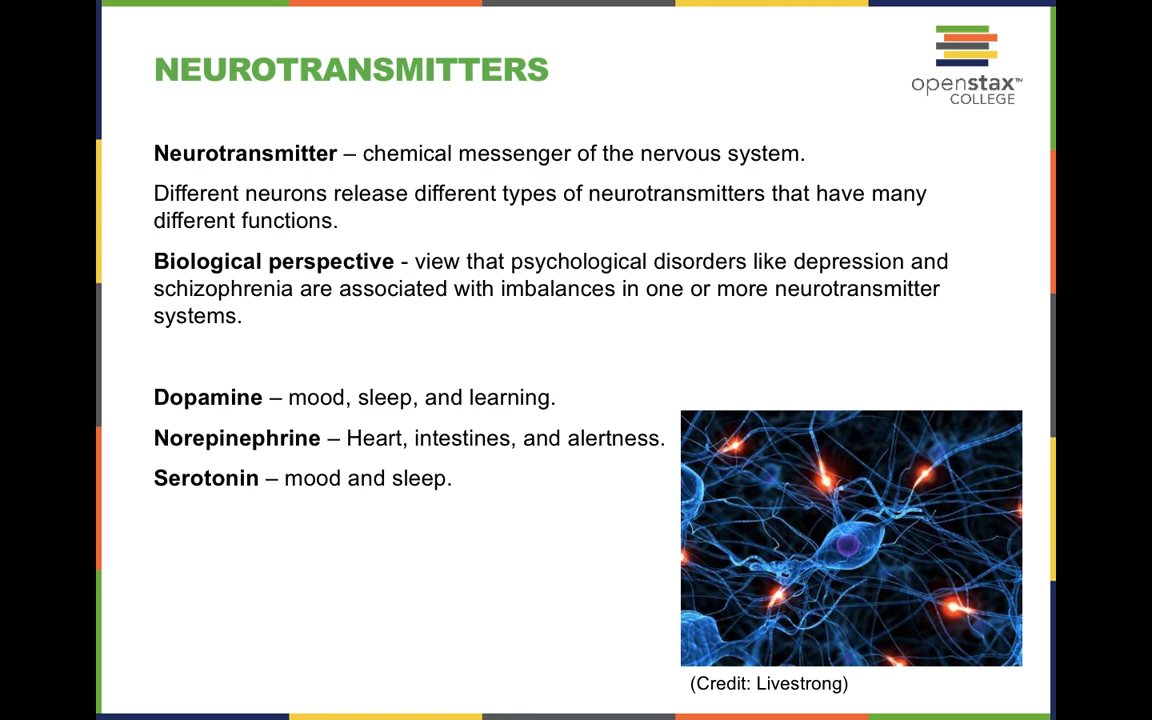 NEUROTRANSMITTERS
openstax™
COLLEGE
Neurotransmitter – chemical messenger of the nervous system.
Different neurons release different types of neurotransmitters that have many
different functions.
Biological perspective - view that psychological disorders like depression and
schizophrenia are associated with imbalances in one or more neurotransmitter
systems.
Dopamine – mood, sleep, and learning.
Norepinephrine – Heart, intestines, and alertness.
Serotonin – mood and sleep.
(Credit: Livestrong)